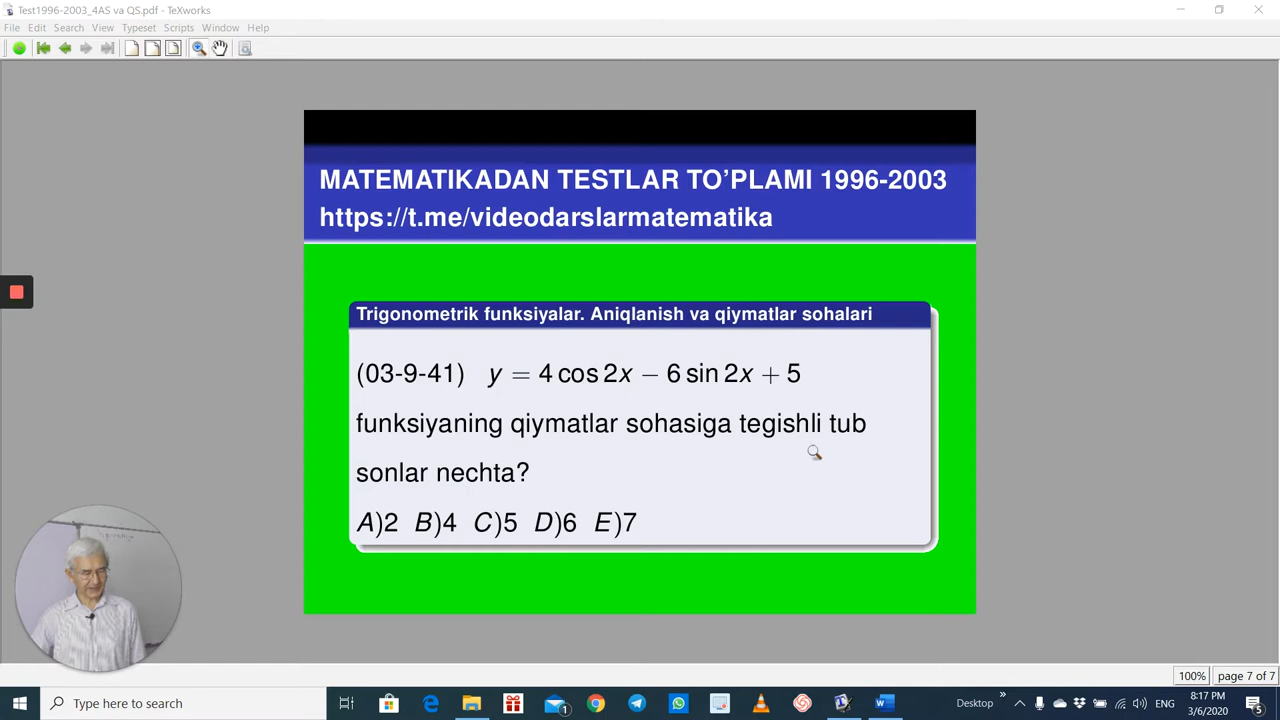 Test1996-2003_4AS va QS.pdf - TeXworks
File Edit Search View Typeset Scripts Window Help
MATEMATIKADAN TESTLAR TO’PLAMI 1996-2003
https://t.me/videodarslarmatematika
Trigonometrik funksiyalar. Aniqlanish va qiymatlar sohalari
(03-9-41) y = 4 cos 2x − 6 sin 2x + 5
funksiyaning qiymatlar sohasiga tegishli tub
sonlar nechta?
A)2 B)4 C)5 D)6 E)7
100% page 7 of 7
Type here to search
1
W
Desktop
ENG
8:17 PM
3/6/2020
5